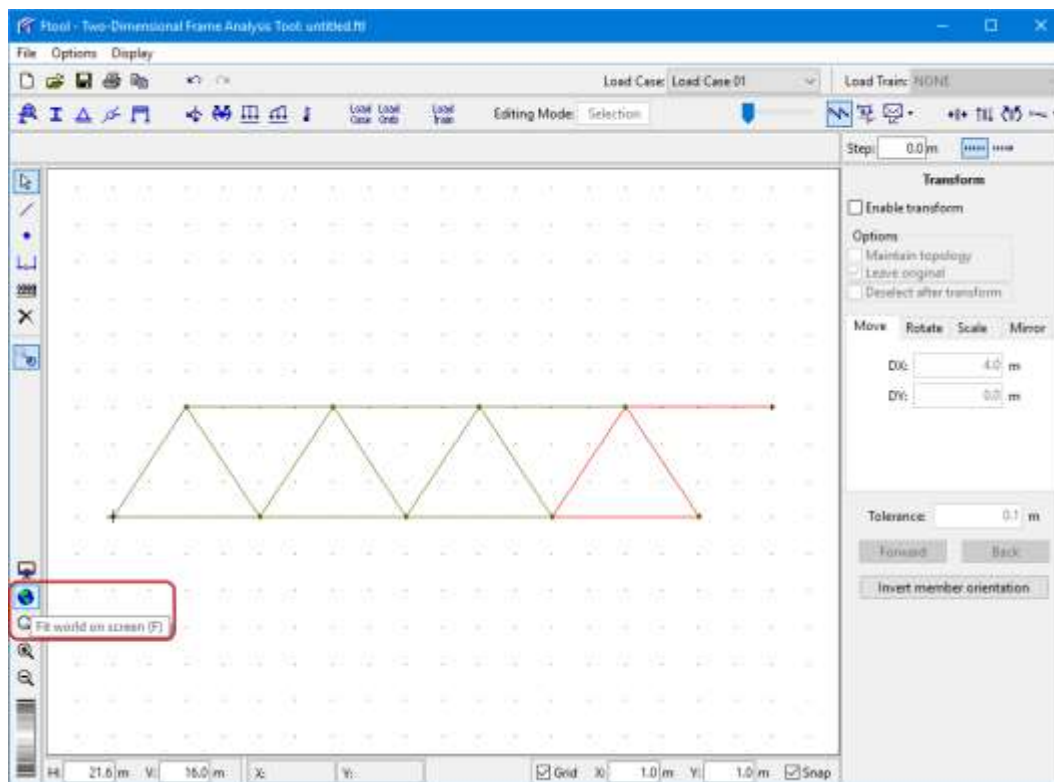 Ftool - Two-Dimensional Frame Analysis Tool: untitled.ftl
File Options Display
Load Case: Load Case 01
Load Train: NONE
Load Case
Load Cmb
Load Train
Editing Mode: Selection
Step: 0.0 m
Transform
Enable transform
Options
Maintain topology
Leave original
Deselect after transform
Move Rotate Scale Mirror
DX: 4.0 m
DY: 0.0 m
Tolerance: 0.1 m
Forward Back
Invert member orientation
Fit world on screen (F)
H: 21.6 m V: 16.0 m X: Y: Grid X: 1.0 m Y: 1.0 m Snap